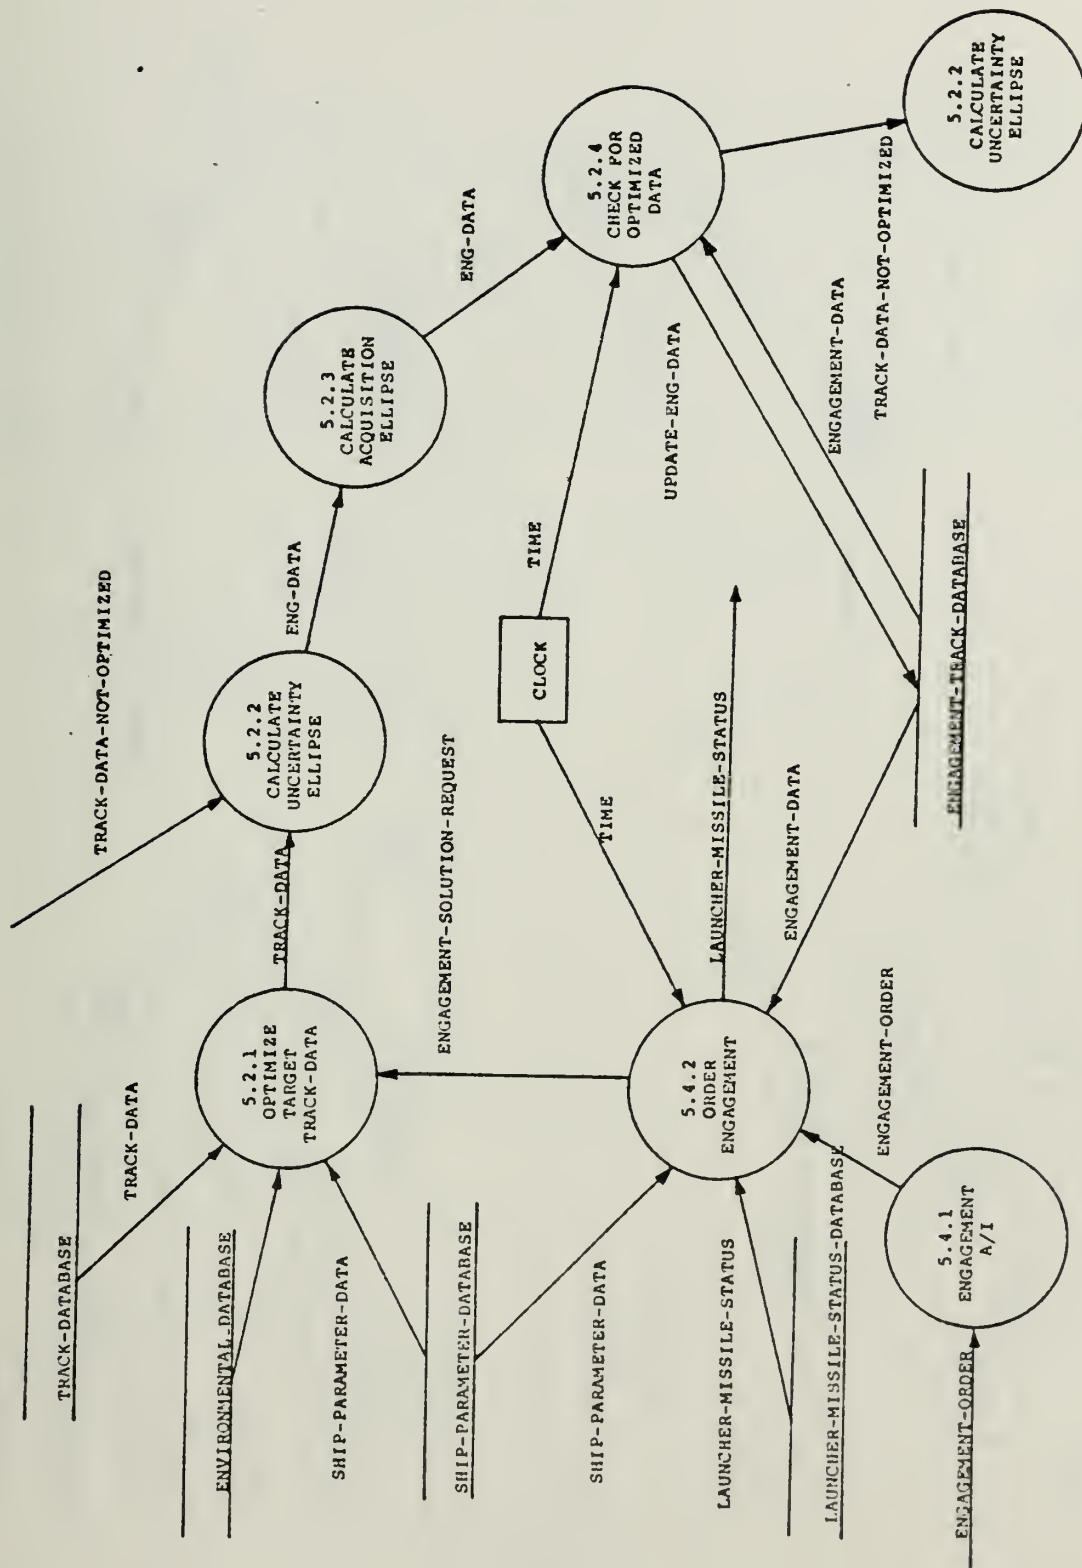 TRACK-DATABASE
TRACK-DATA
ENVIRONMENTAL-DATABASE
SHIP-PARAMETER-DATA
SHIP-PARAMETER-DATABASE
SHIP-PARAMETER-DATA
LAUNCHER-MISSILE-STATUS
LAUNCHER-MISSILE-STATUS-DATABASE
ENGAGEMENT-ORDER
5.4.1
ENGAGEMENT
A/I
ENGAGEMENT-ORDER
5.4.2
ORDER
ENGAGEMENT
ENGAGEMENT-SOLUTION-REQUEST
5.2.1
OPTIMIZE
TARGET
TRACK-DATA
TRACK-DATA
TRACK-DATA-NOT-OPTIMIZED
5.2.2
CALCULATE
UNCERTAINTY
ELLIPSE
ENG-DATA
5.2.3
CALCULATE
ACQUISITION
ELLIPSE
ENG-DATA
CLOCK
TIME
TIME
LAUNCHER-MISSILE-STATUS
ENGAGEMENT-DATA
5.2.4
CHECK FOR
OPTIMIZED
DATA
UPDATE-ENG-DATA
ENGAGEMENT-DATA
ENGAGEMENT-TRACK-DATABASE
TRACK-DATA-NOT-OPTIMIZED
5.2.2
CALCULATE
UNCERTAINTY
ELLIPSE